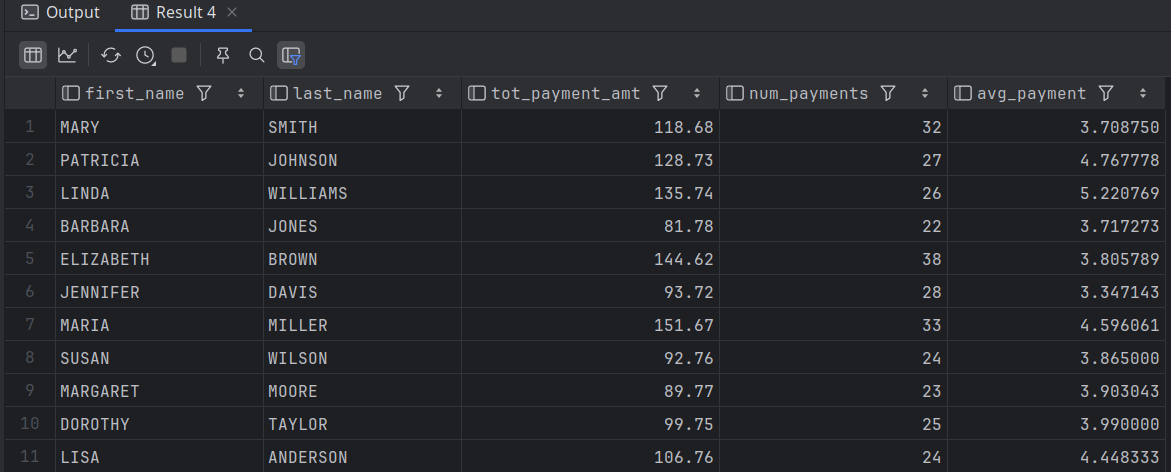 Output Result 4
first_name last_name tot_payment_amt num_payments avg_payment
1 MARY SMITH 118.68 32 3.708750
2 PATRICIA JOHNSON 128.73 27 4.767778
3 LINDA WILLIAMS 135.74 26 5.220769
4 BARBARA JONES 81.78 22 3.717273
5 ELIZABETH BROWN 144.62 38 3.805789
6 JENNIFER DAVIS 93.72 28 3.347143
7 MARIA MILLER 151.67 33 4.596061
8 SUSAN WILSON 92.76 24 3.865000
9 MARGARET MOORE 89.77 23 3.903043
10 DOROTHY TAYLOR 99.75 25 3.990000
11 LISA ANDERSON 106.76 24 4.448333